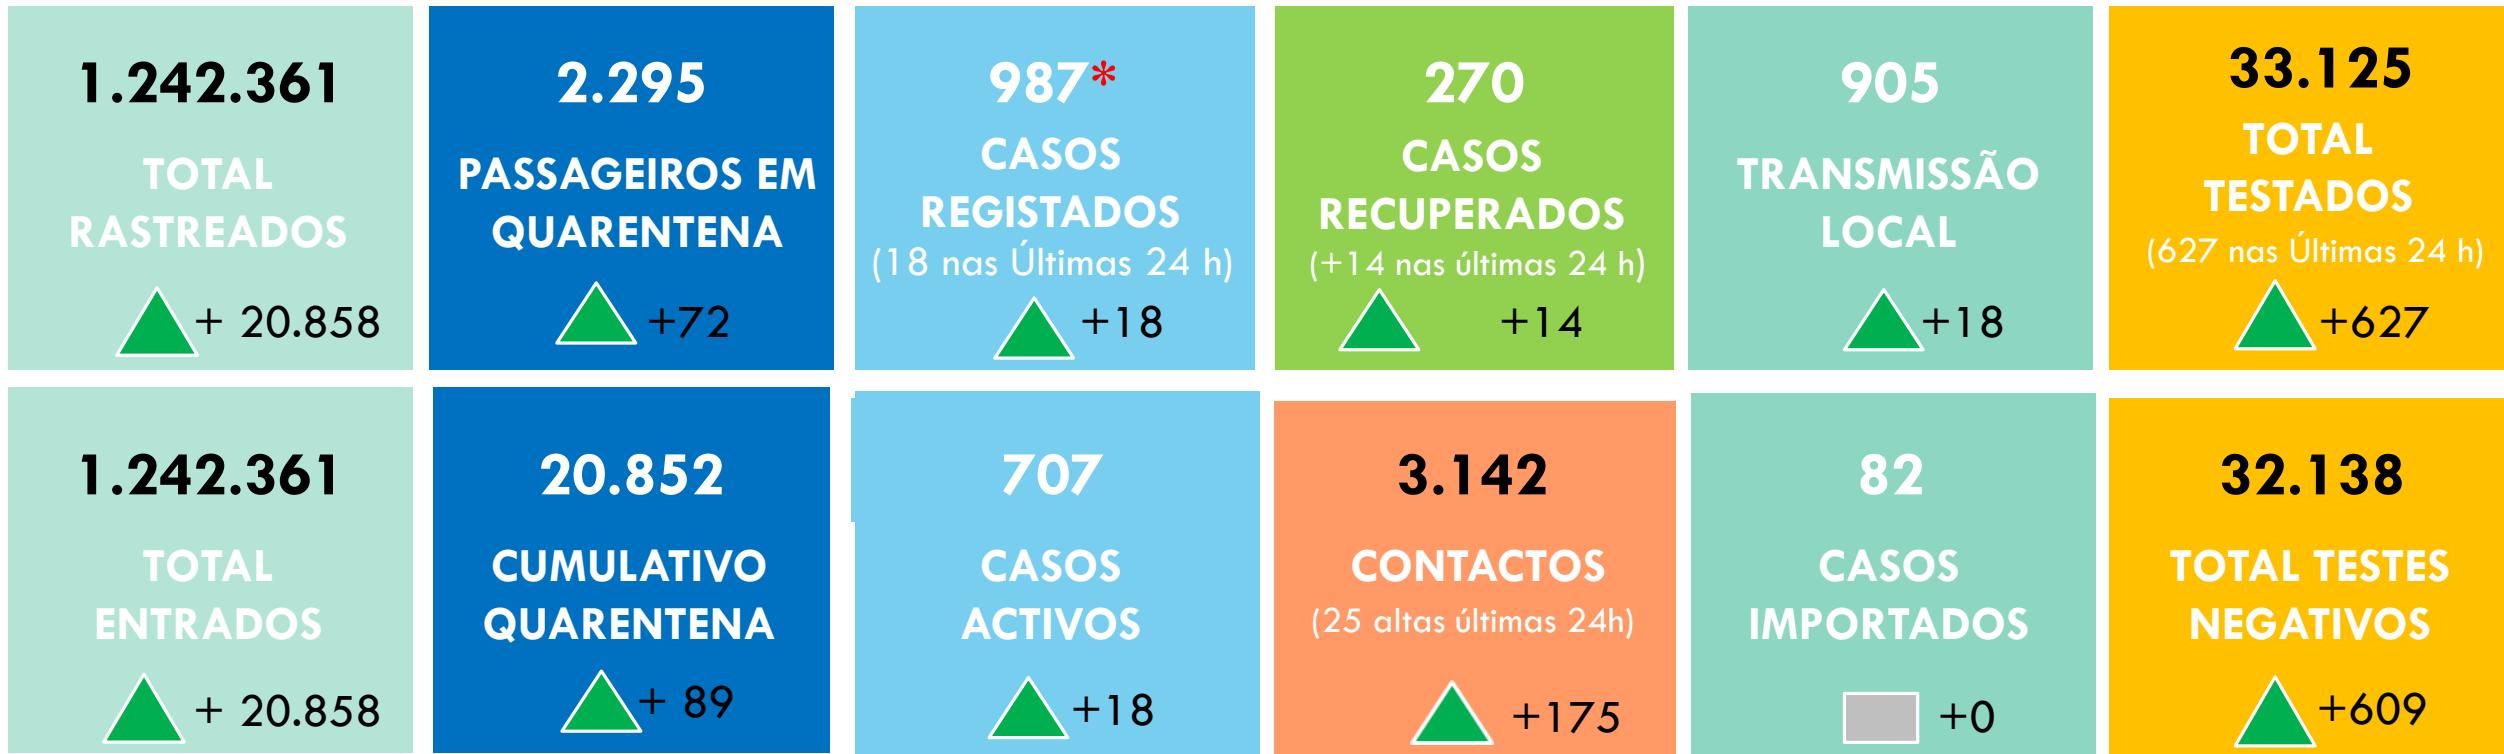 1.242.361
TOTAL
RASTREADOS
+ 20.858
2.295
PASSAGEIROS EM
QUARENTENA
+72
987*
CASOS
REGISTADOS
(18 nas Últimas 24 h)
+18
270
CASOS
RECUPERADOS
(+14 nas últimas 24 h)
+14
905
TRANSMISSÃO
LOCAL
+18
33.125
TOTAL
TESTADOS
(627 nas Últimas 24 h)
+627
1.242.361
TOTAL
ENTRADOS
+ 20.858
20.852
CUMULATIVO
QUARENTENA
+ 89
707
CASOS
ACTIVOS
+18
3.142
CONTACTOS
(25 altas últimas 24h)
+175
82
CASOS
IMPORTADOS
+0
32.138
TOTAL TESTES
NEGATIVOS
+609